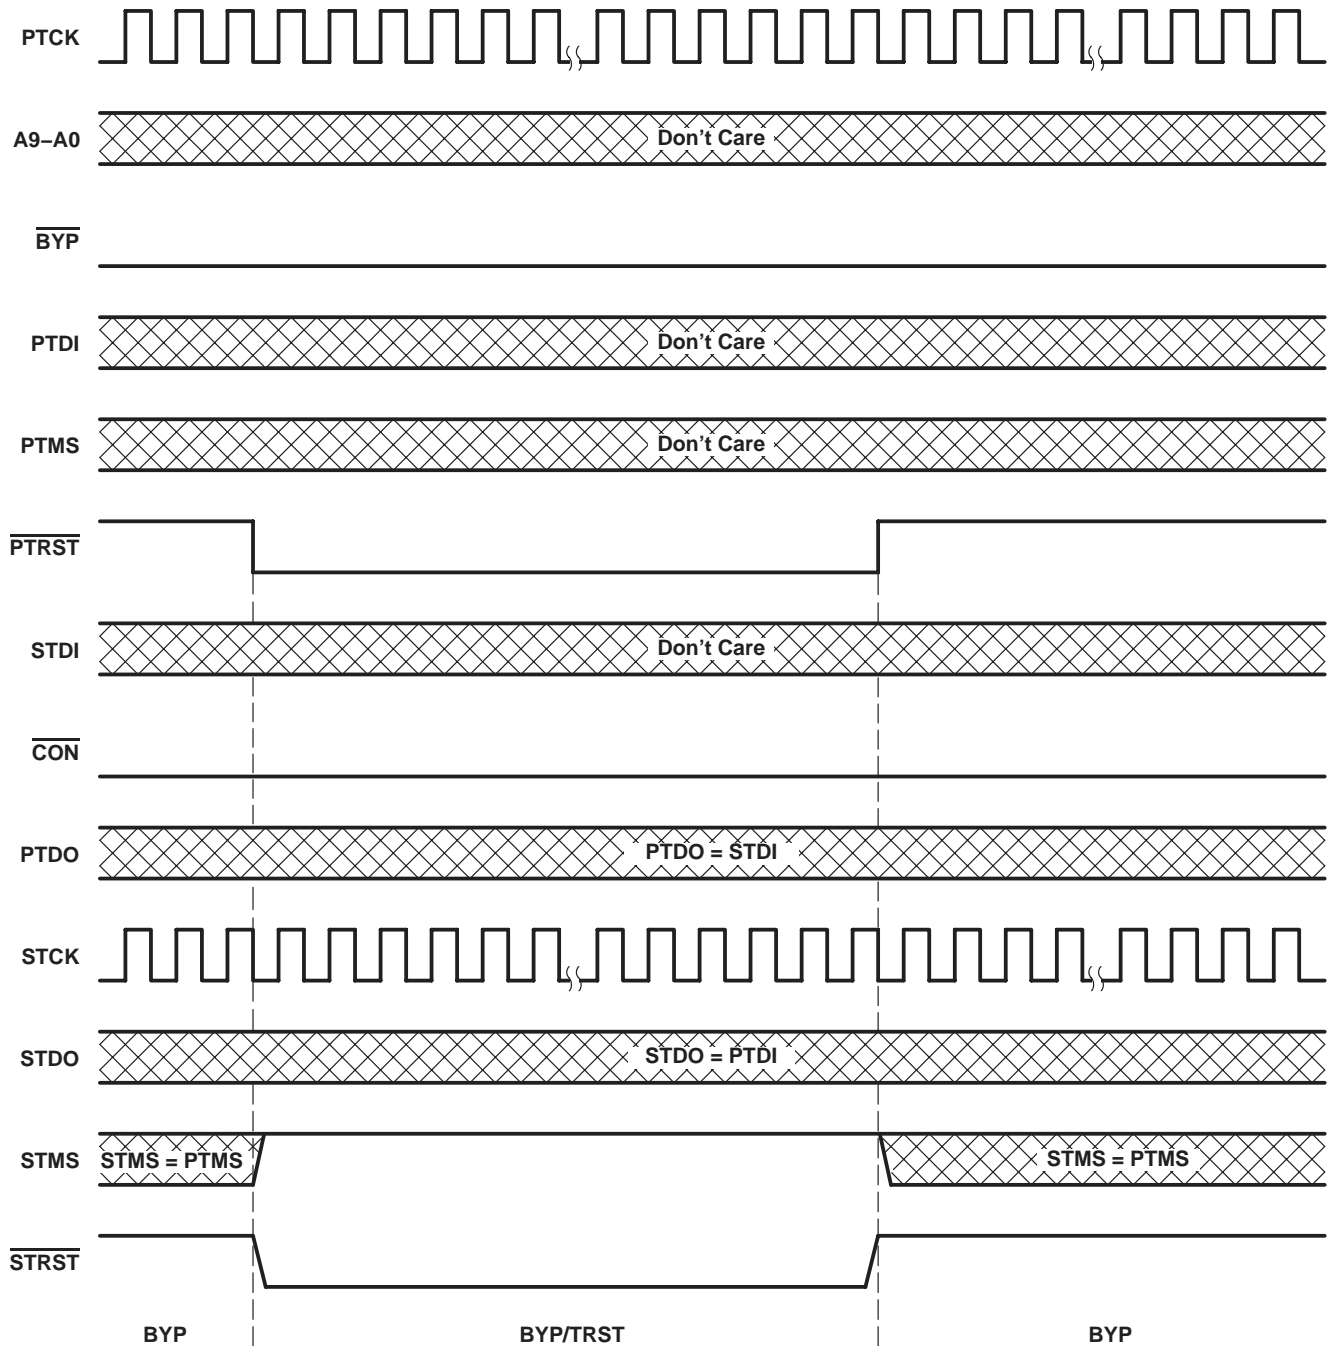 PTCK
A9–A0
Don't Care
BYP
PTDI
Don't Care
PTMS
Don't Care
PTRST
STDI
Don't Care
CON
PTDO
PTDO = STDI
STCK
STDO
STDO = PTDI
STMS
STMS = PTMS
STMS = PTMS
STRST
BYP
BYP/TRST
BYP